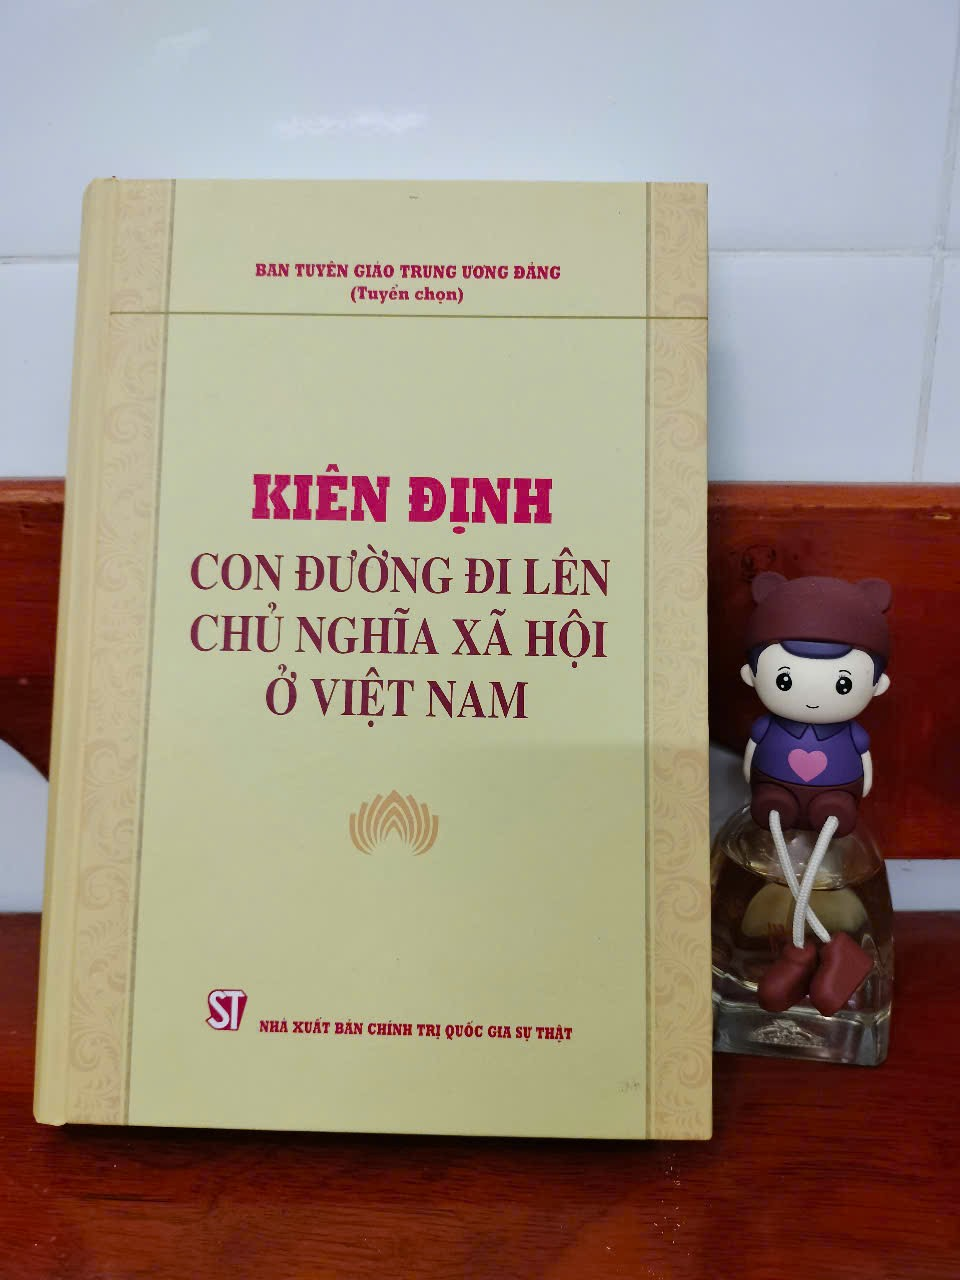 BAN TUYÊN GIÁO TRUNG ƯƠNG ĐẢNG
(Tuyển chọn)
KIÊN ĐỊNH
CON ĐƯỜNG ĐI LÊN
CHỦ NGHĨA XÃ HỘI
Ở VIỆT NAM
ST
NHÀ XUẤT BẢN CHÍNH TRỊ QUỐC GIA SỰ THẬT